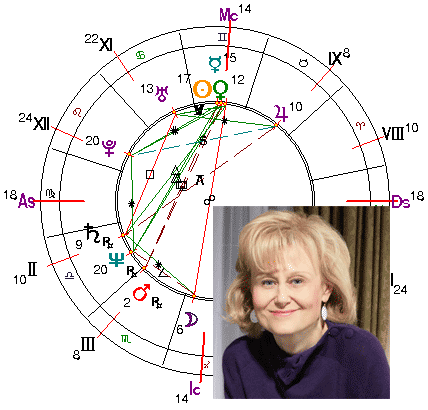 Mc 14
22 XI
IX 8
15
17
12
13
24 XII
20
10
VIII 10
18 As
Ds 18
9
10 II
20
I 24
2
8 III
6
14 Ic